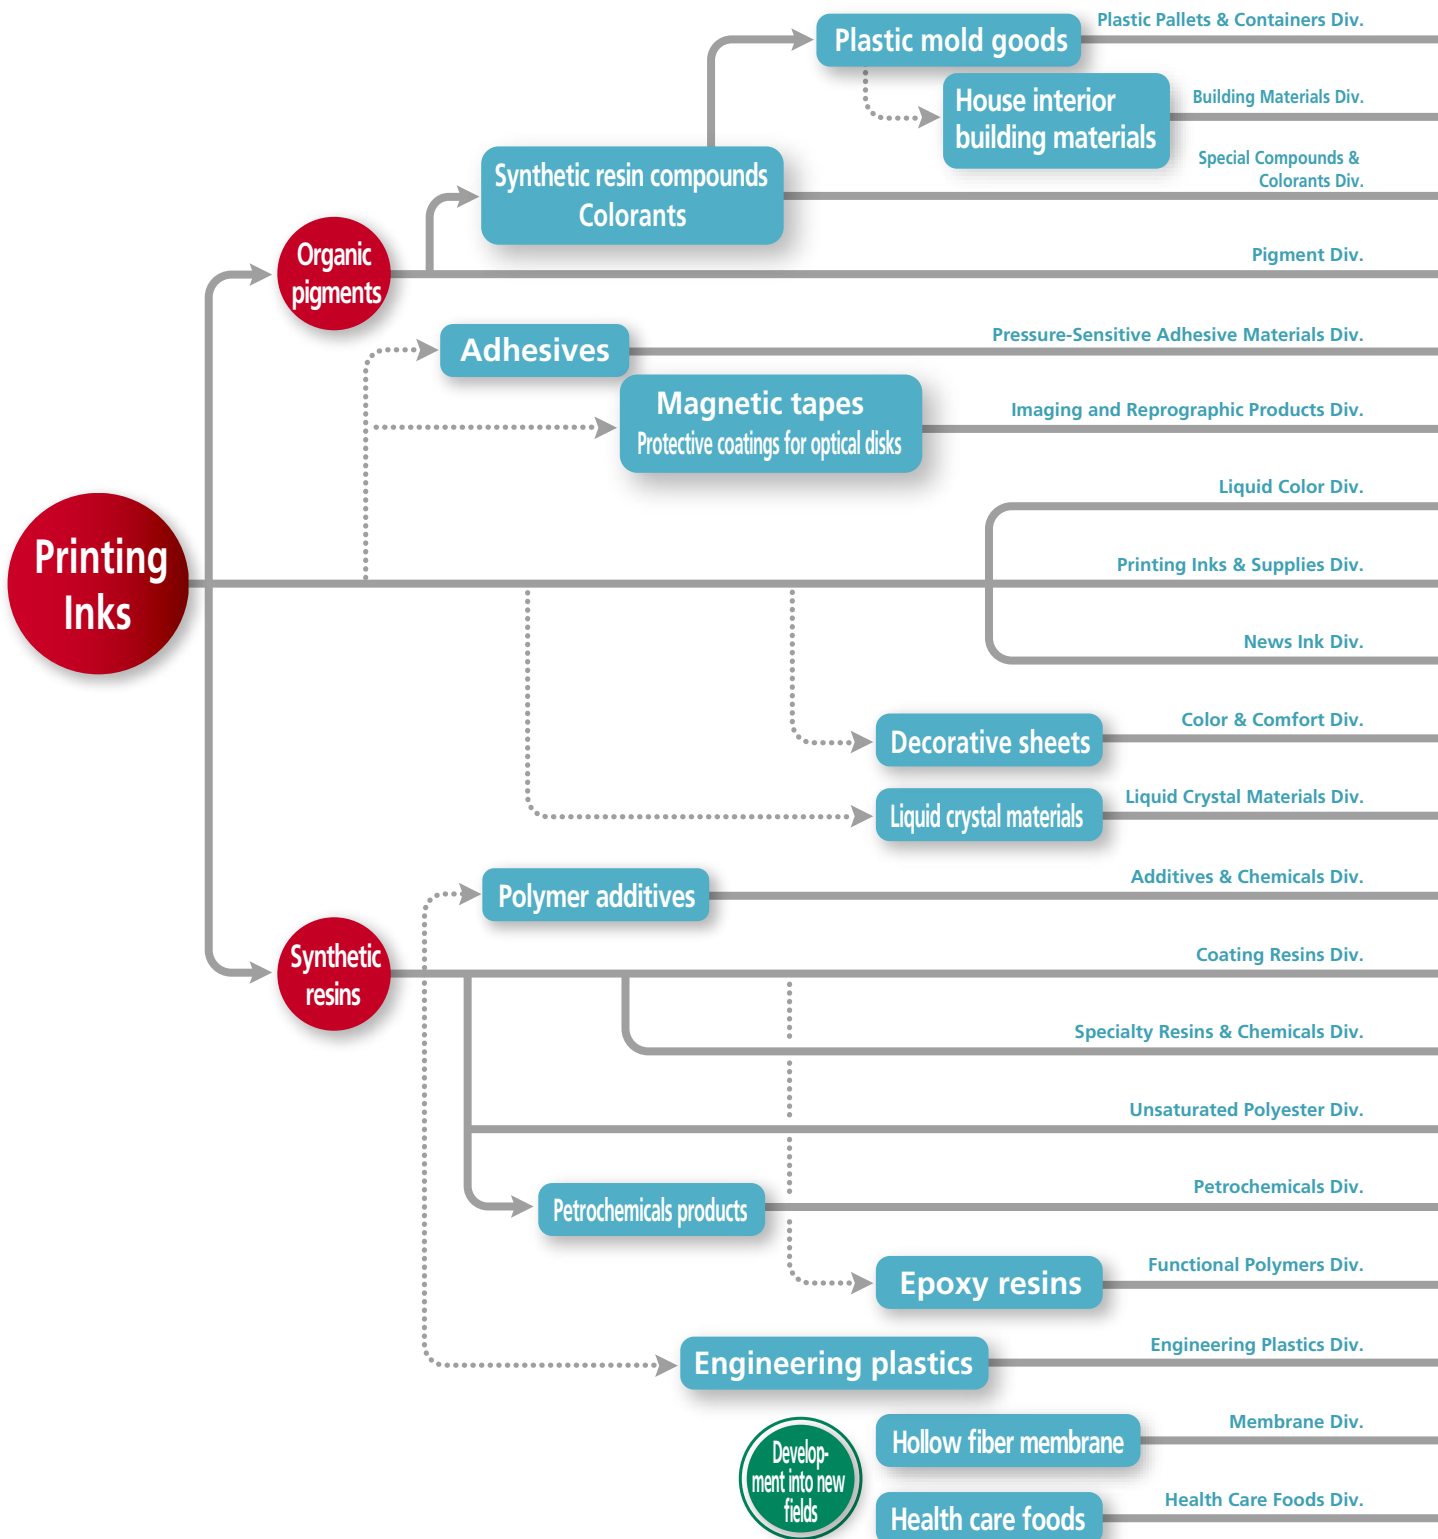 Plastic Pallets & Containers Div.
Plastic mold goods
House interior
building materials
Building Materials Div.
Special Compounds &
Colorants Div.
Synthetic resin compounds
Colorants
Organic
pigments
Pigment Div.
Pressure-Sensitive Adhesive Materials Div.
Adhesives
Magnetic tapes
Protective coatings for optical disks
Imaging and Reprographic Products Div.
Liquid Color Div.
Printing
Inks
Printing Inks & Supplies Div.
News Ink Div.
Color & Comfort Div.
Decorative sheets
Liquid Crystal Materials Div.
Liquid crystal materials
Additives & Chemicals Div.
Polymer additives
Synthetic
resins
Coating Resins Div.
Specialty Resins & Chemicals Div.
Unsaturated Polyester Div.
Petrochemicals Div.
Petrochemicals products
Functional Polymers Div.
Epoxy resins
Engineering Plastics Div.
Engineering plastics
Membrane Div.
Hollow fiber membrane
Develop-
ment into new
fields
Health Care Foods Div.
Health care foods